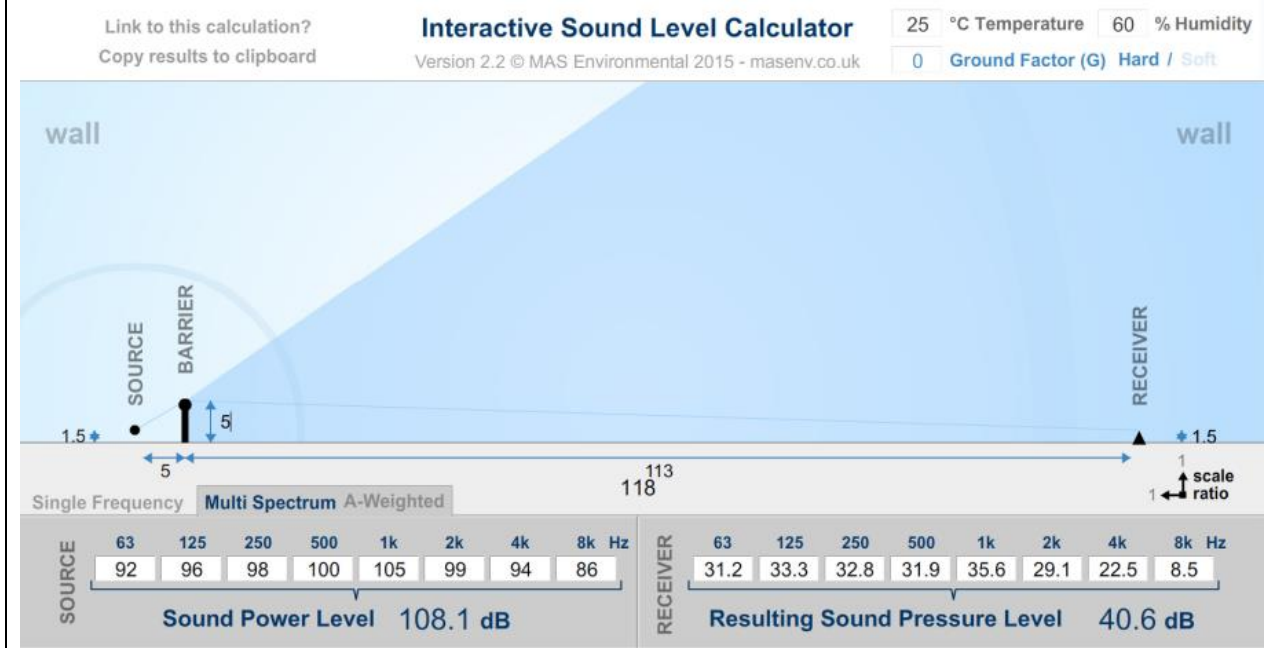 Link to this calculation?
Copy results to clipboard
Interactive Sound Level Calculator
Version 2.2 © MAS Environmental 2015 - masenv.co.uk
25 °C Temperature 60 % Humidity
0 Ground Factor (G) Hard / Soft
wall
wall
SOURCE
BARRIER
RECEIVER
1.5
5
1.5
5
113
118
1
scale
1 ratio
Single Frequency Multi Spectrum A-Weighted
SOURCE
63 125 250 500 1k 2k 4k 8k Hz
92 96 98 100 105 99 94 86
Sound Power Level 108.1 dB
RECEIVER
63 125 250 500 1k 2k 4k 8k Hz
31.2 33.3 32.8 31.9 35.6 29.1 22.5 8.5
Resulting Sound Pressure Level 40.6 dB